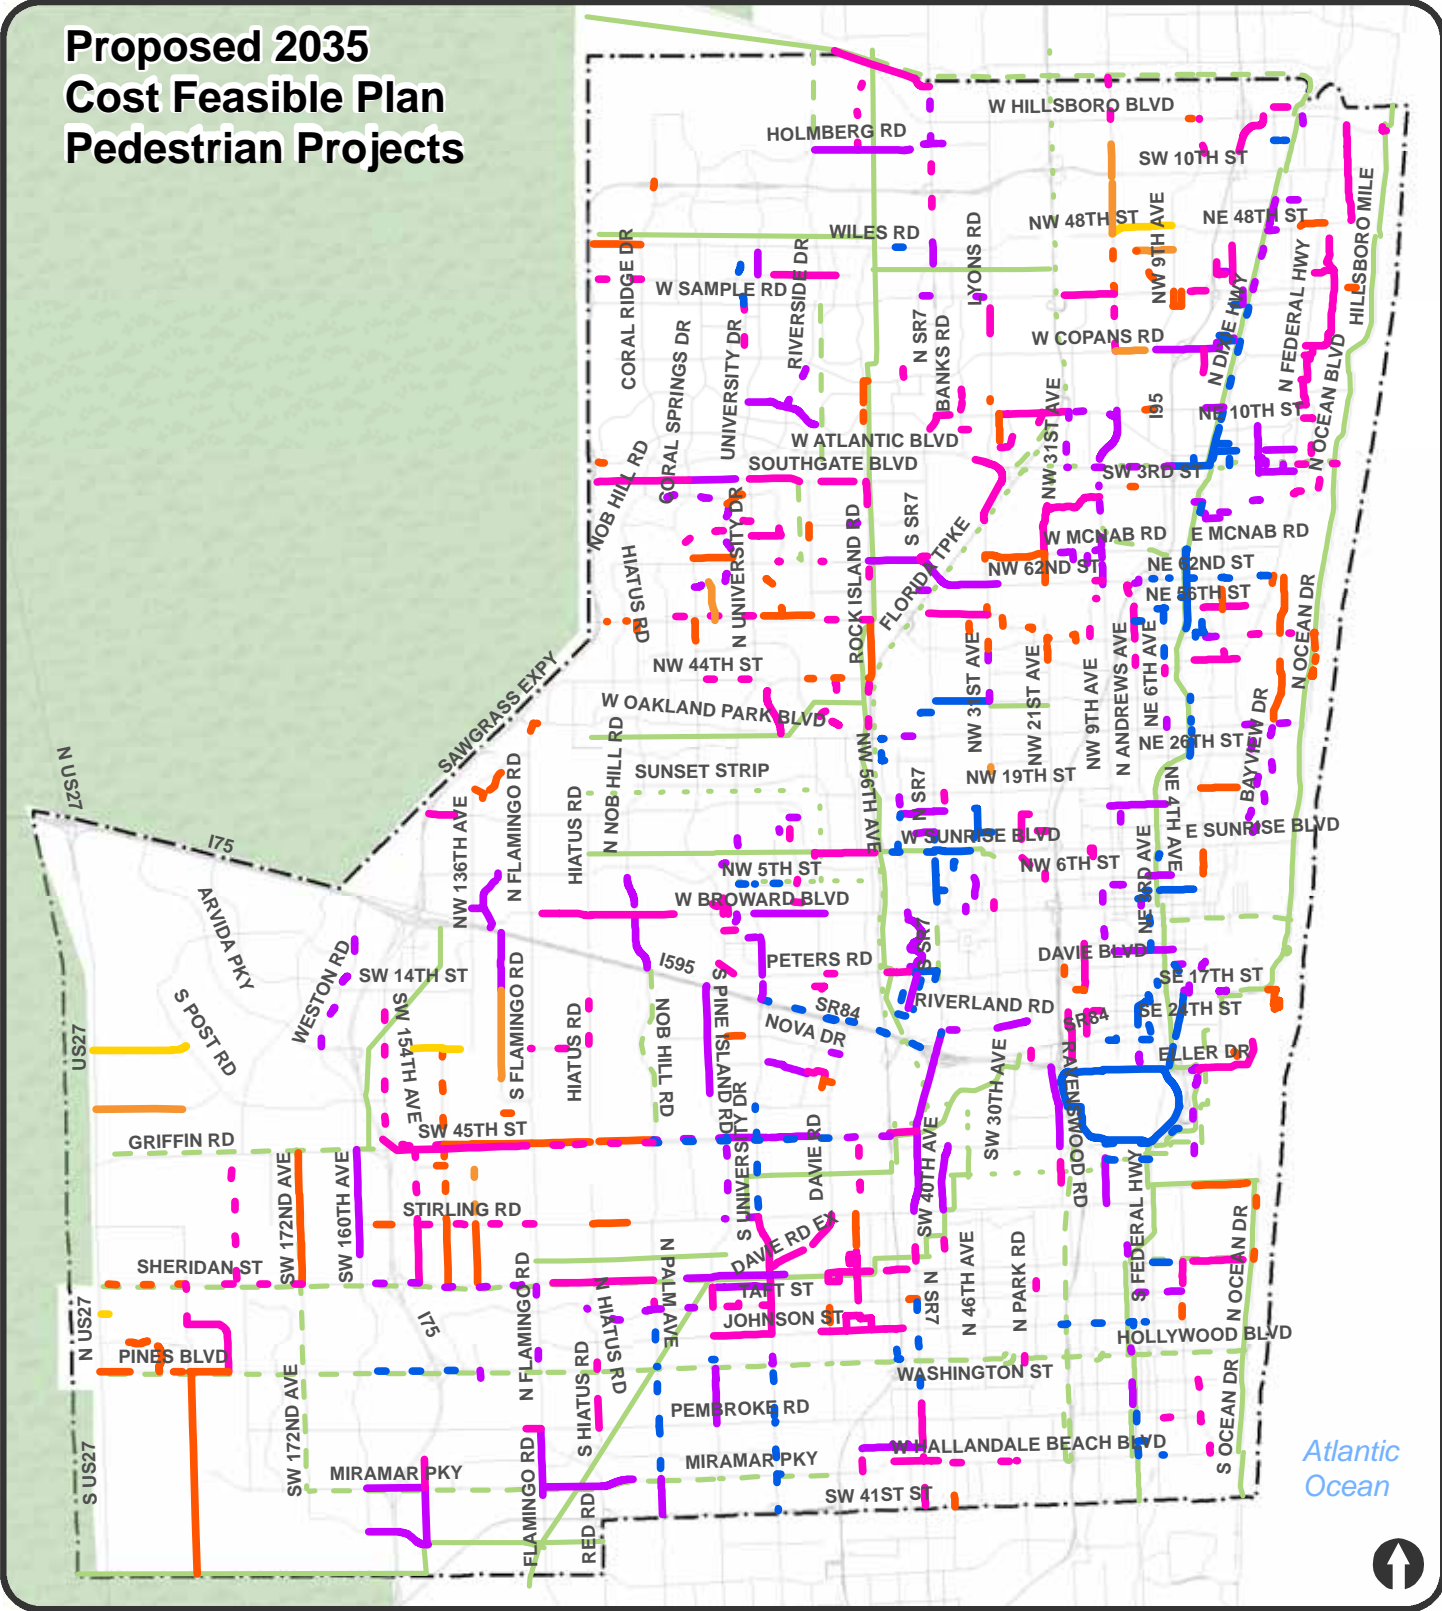 Proposed 2035
Cost Feasible Plan
Pedestrian Projects
W HILLSBORO BLVD
HOLMBERG RD
SW 10TH ST
HILLSBORO MILE
NW 48TH ST
NE 48TH ST
NW 9TH AVE
WILES RD
LYONS RD
CORAL RIDGE DR
RIVERSIDE DR
W SAMPLE RD
N DIXIE HWY
N FEDERAL HWY
CORAL SPRINGS DR
UNIVERSITY DR
N SR7
BANKS RD
W COPANS RD
N OCEAN BLVD
NW 31ST AVE
I95
NE 10TH ST
W ATLANTIC BLVD
SOUTHGATE BLVD
SW 3RD ST
NOB HILL RD
N UNIVERSITY DR
ROCK ISLAND RD
S SR7
FLORIDA TPKE
W MCNAB RD
E MCNAB RD
NW 62ND ST
NE 62ND ST
NE 56TH ST
HIATUS RD
N OCEAN DR
NW 44TH ST
W OAKLAND PARK BLVD
NW 31ST AVE
NW 21ST AVE
NW 9TH AVE
N ANDREWS AVE
NE 6TH AVE
NE 26TH ST
BAYVIEW DR
SAWGRASS EXPY
N US27
N NOB HILL RD
SUNSET STRIP
NW 56TH AVE
N SR7
NW 19TH ST
NE 4TH AVE
I75
NW 136TH AVE
N FLAMINGO RD
HIATUS RD
W SUNRISE BLVD
E SUNRISE BLVD
NW 5TH ST
NW 6TH ST
NE 3RD AVE
W BROWARD BLVD
ARVIDA PKY
WESTON RD
I595
PETERS RD
S SR7
DAVIE BLVD
SW 14TH ST
SE 17TH ST
S POST RD
SR84
RIVERLAND RD
SR84
SE 24TH ST
US27
SW 154TH AVE
S FLAMINGO RD
HIATUS RD
NOB HILL RD
S PINE ISLAND RD
NOVA DR
SW 30TH AVE
RAVENSWOOD RD
ELLER DR
GRIFFIN RD
SW 45TH ST
S UNIVERSITY DR
DAVIE RD
SW 40TH AVE
SW 172ND AVE
SW 160TH AVE
STIRLING RD
DAVIE RD EX
S FEDERAL HWY
N OCEAN DR
SHERIDAN ST
N FLAMINGO RD
N HIATUS RD
N PALM AVE
TAFT ST
JOHNSON ST
N SR7
N 46TH AVE
N PARK RD
N US27
I75
HOLLYWOOD BLVD
PINES BLVD
SW 172ND AVE
S HIATUS RD
WASHINGTON ST
PEMBROKE RD
S OCEAN DR
W HALLANDALE BEACH BLVD
S US27
MIRAMAR PKY
MIRAMAR PKY
FLAMINGO RD
RED RD
SW 41ST ST
Atlantic
Ocean